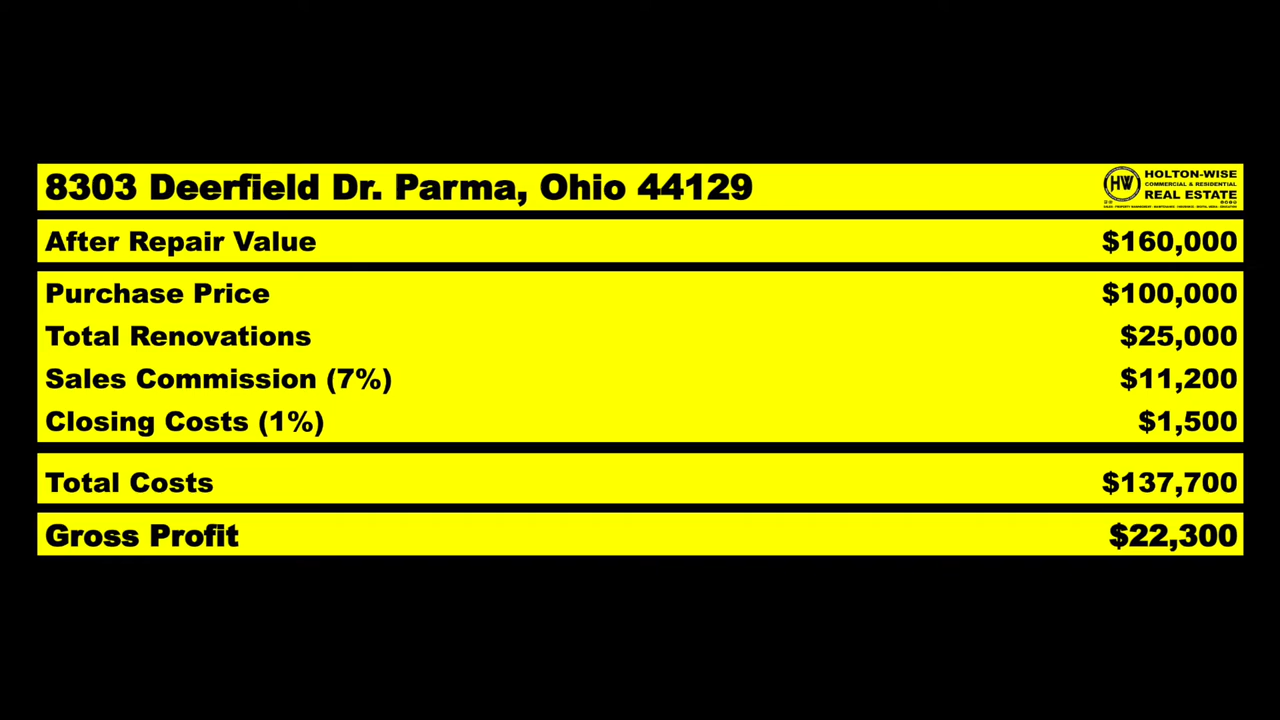 8303 Deerfield Dr. Parma, Ohio 44129
HW
HOLTON-WISE
COMMERCIAL & RESIDENTIAL
REAL ESTATE
After Repair Value $160,000
Purchase Price $100,000
Total Renovations $25,000
Sales Commission (7%) $11,200
Closing Costs (1%) $1,500
Total Costs $137,700
Gross Profit $22,300